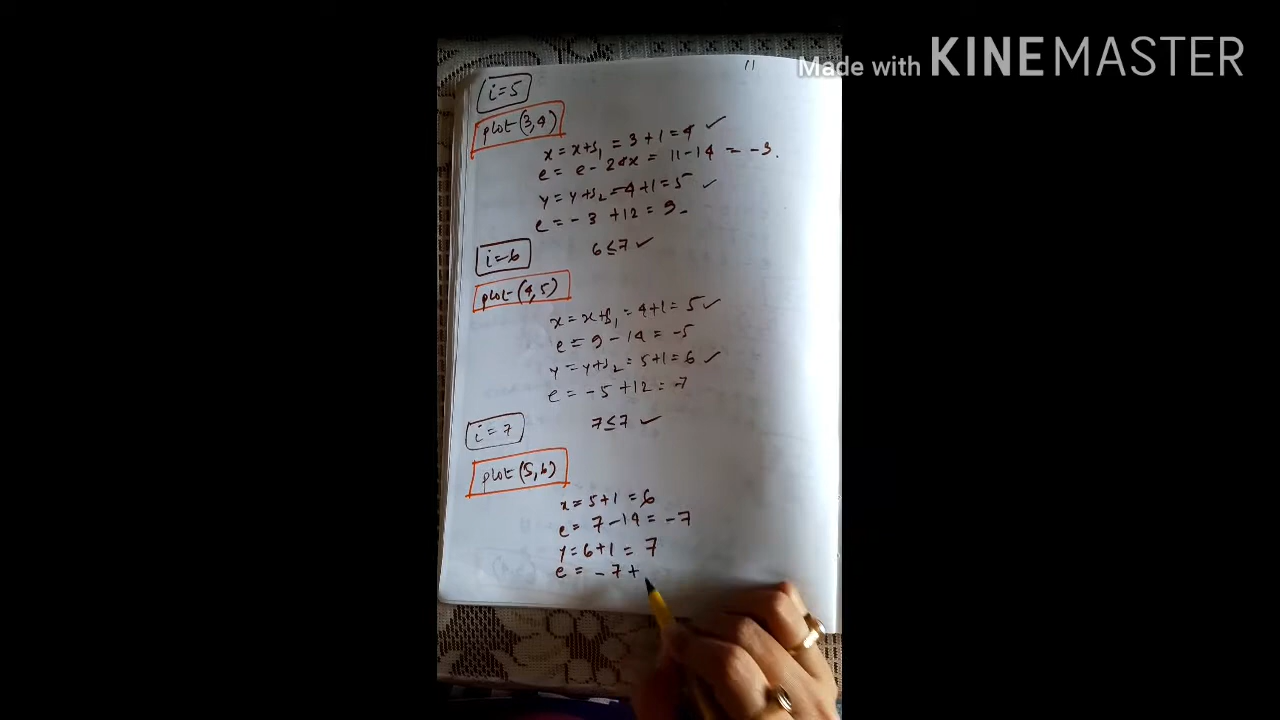 11
Made with KINEMASTER
i=5
plot(3,4)
x = x+s₁ = 3+1=4 ✓
e = e - 2Δx = 11-14 = -3.
y = y+s₂ = 4+1=5 ✓
e = -3 +12 = 9
i=6
6≤7 ✓
plot(4,5)
x = x+s₁ = 4+1= 5 ✓
e = 9 - 14 = -5
y = y+s₂ = 5+1= 6 ✓
e = -5 +12 = 7
i=7
7≤7 ✓
plot(5,6)
x = 5+1 = 6
e = 7-14 = -7
y = 6+1 = 7
e = -7+